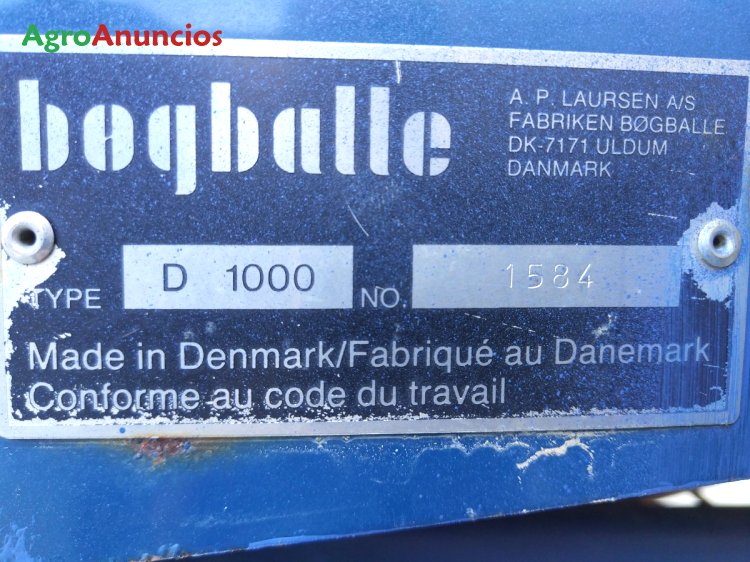 AgroAnuncios
bogballe
A. P. LAURSEN A/S
FABRIKEN BØGBALLE
DK-7171 ULDUM
DANMARK
TYPE D 1000 NO. 1584
Made in Denmark/Fabriqué au Danemark
Conforme au code du travail